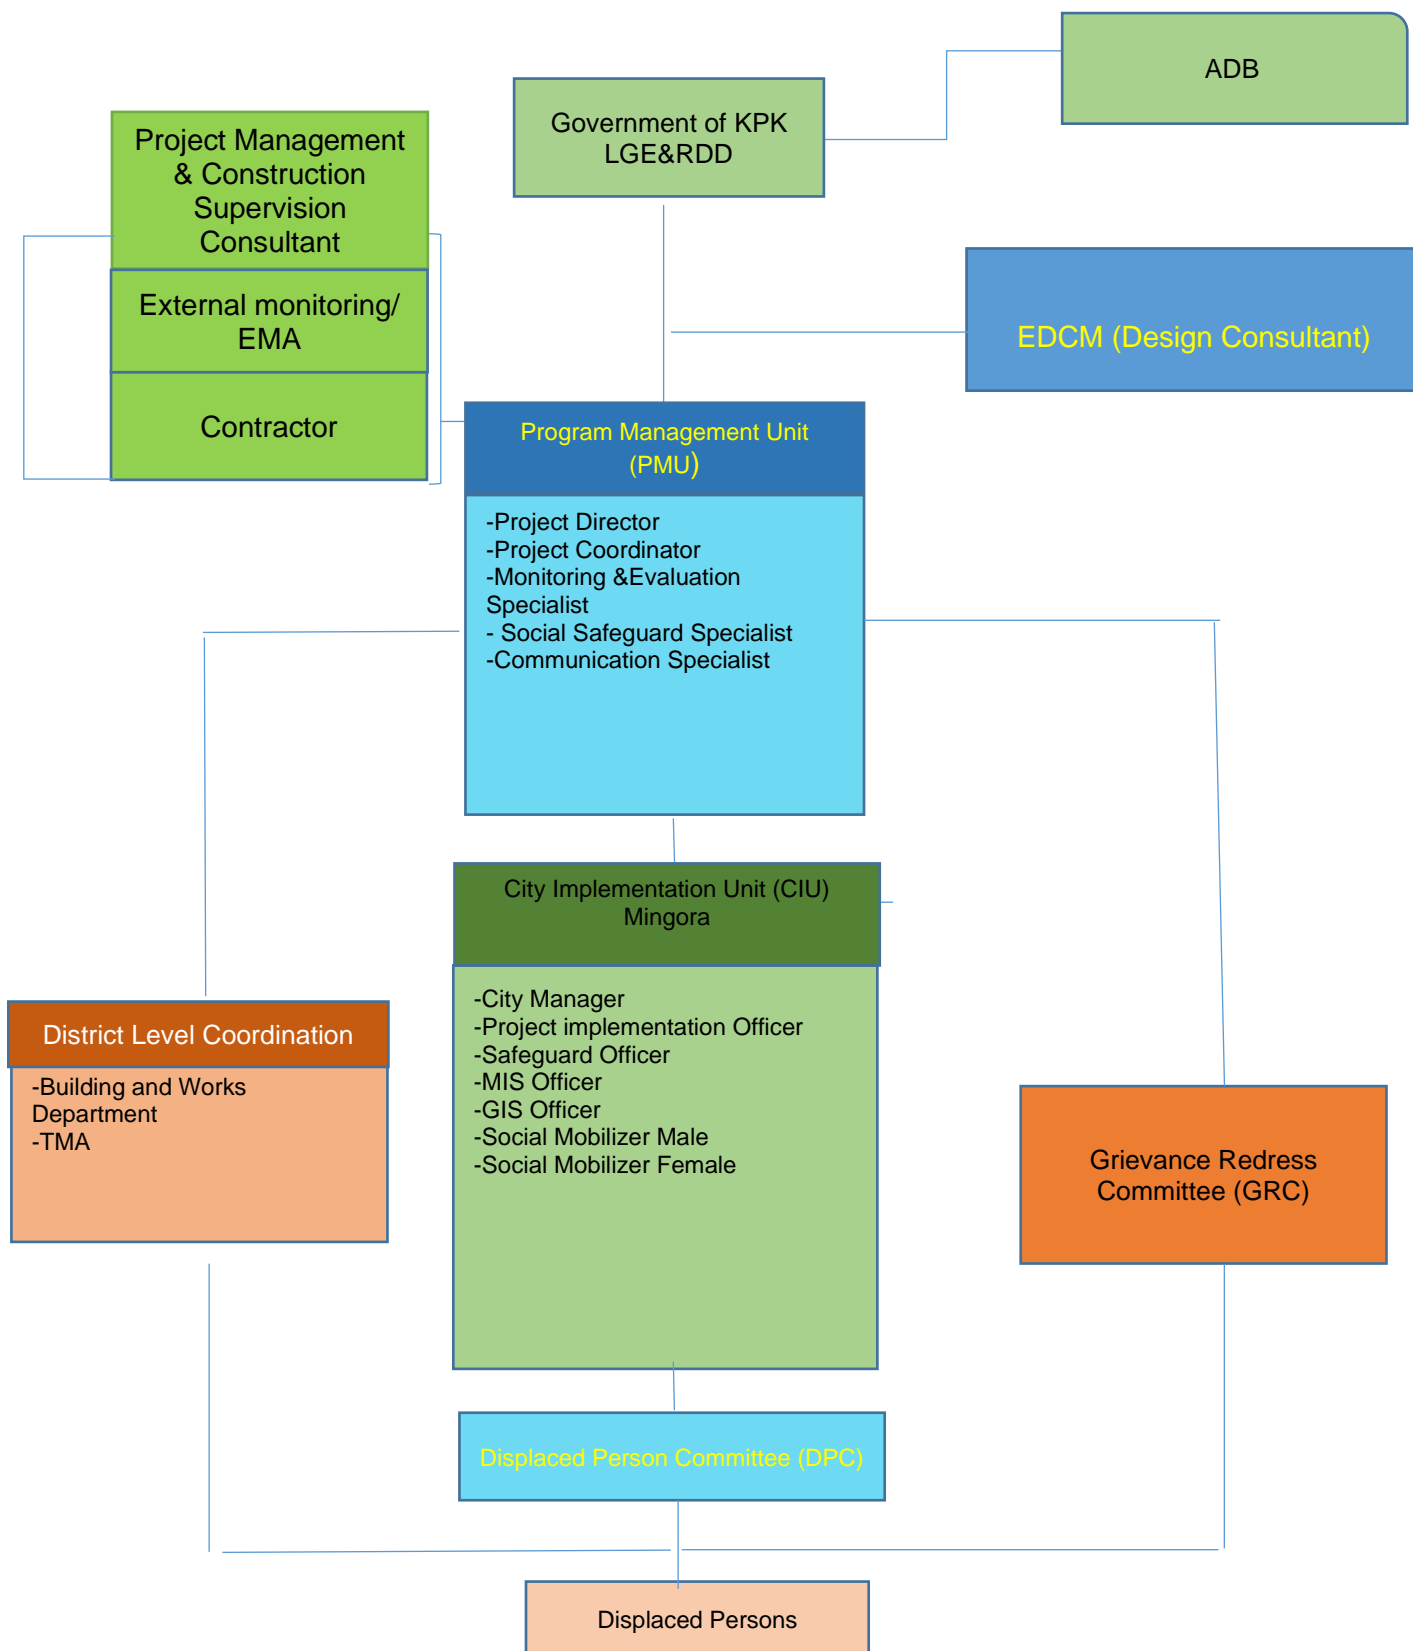 ADB
Government of KPK
LGE&RDD
Project Management
& Construction
Supervision
Consultant
External monitoring/
EMA
Contractor
EDCM (Design Consultant)
Program Management Unit
(PMU)
-Project Director
-Project Coordinator
-Monitoring &Evaluation
Specialist
- Social Safeguard Specialist
-Communication Specialist
City Implementation Unit (CIU)
Mingora
-City Manager
-Project implementation Officer
-Safeguard Officer
-MIS Officer
-GIS Officer
-Social Mobilizer Male
-Social Mobilizer Female
District Level Coordination
-Building and Works
Department
-TMA
Grievance Redress
Committee (GRC)
Displaced Person Committee (DPC)
Displaced Persons